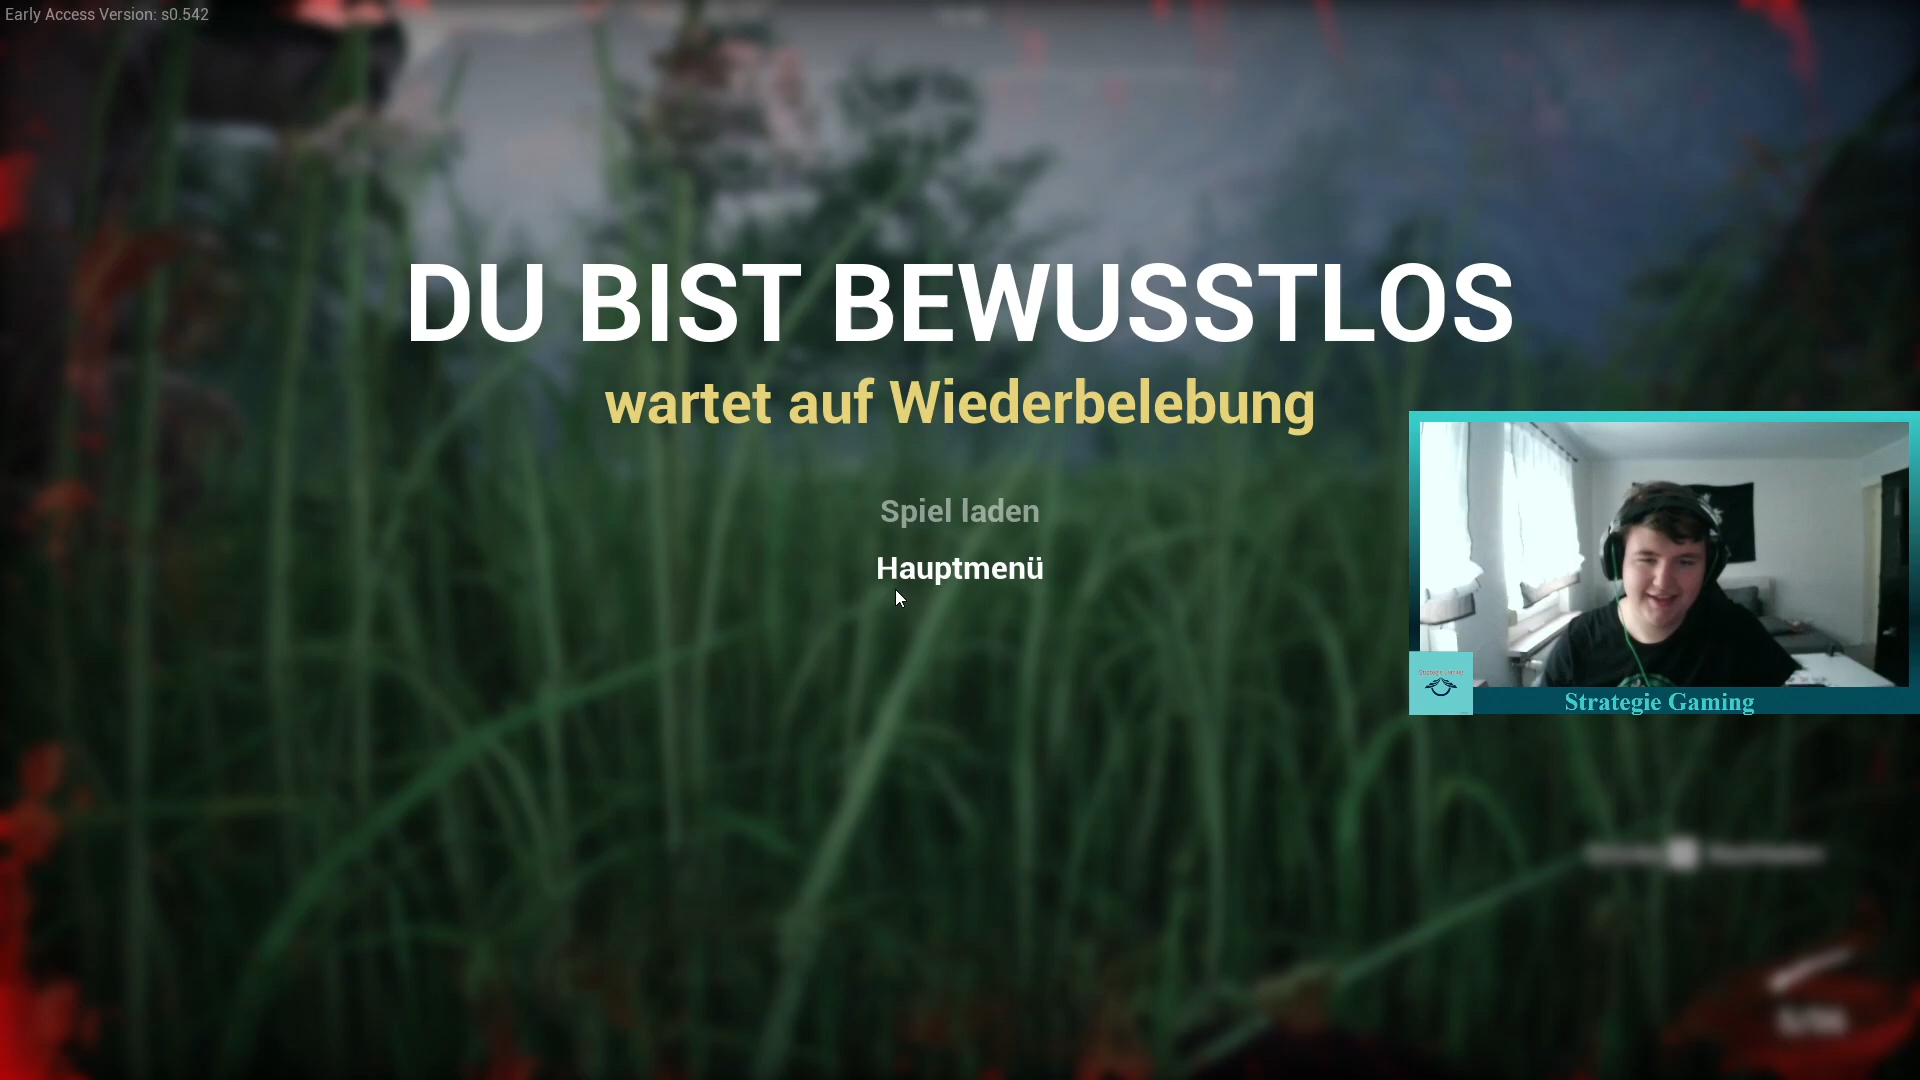 Early Access Version: s0.542
DU BIST BEWUSSTLOS
wartet auf Wiederbelebung
Spiel laden
Hauptmenü
Strategie Gaming